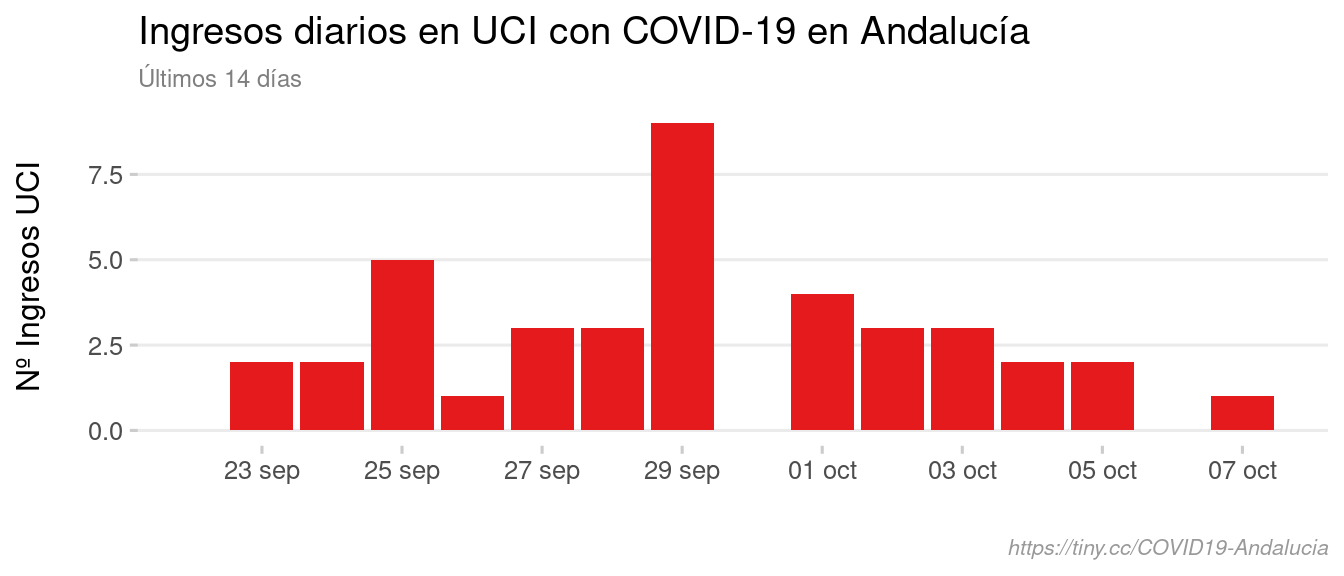 Ingresos diarios en UCI con COVID-19 en Andalucía
Últimos 14 días
Nº Ingresos UCI
7.5
5.0
2.5
0.0
23 sep 25 sep 27 sep 29 sep 01 oct 03 oct 05 oct 07 oct
https://tiny.cc/COVID19-Andalucia